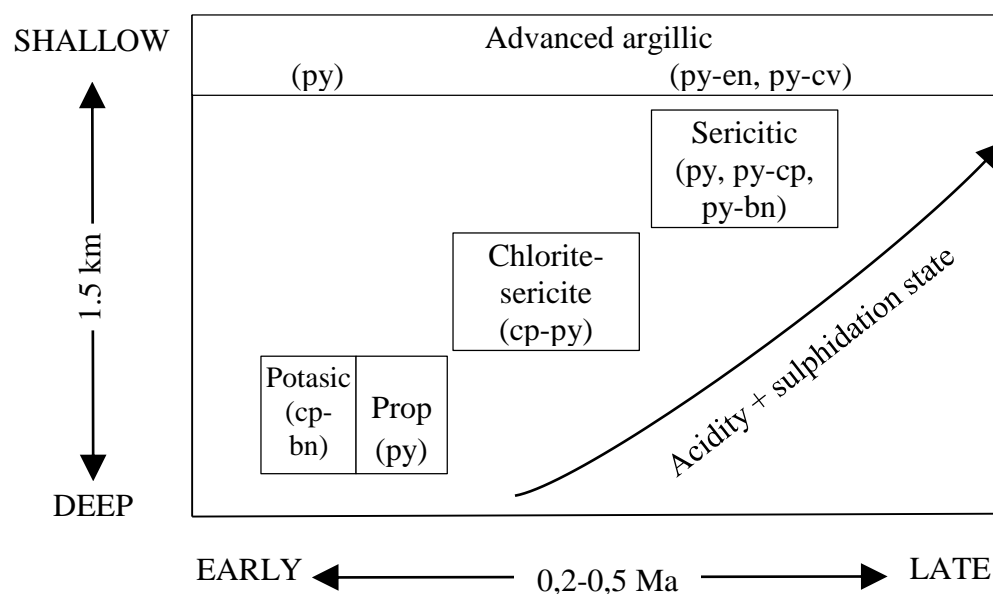 SHALLOW
Advanced argillic
(py)
(py-en, py-cv)
Sericitic
(py, py-cp,
py-bn)
1.5 km
Chlorite-
sericite
(cp-py)
Acidity + sulphidation state
Potasic
(cp-
bn)
Prop
(py)
DEEP
EARLY
0,2-0,5 Ma
LATE